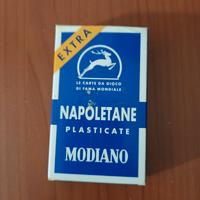 EXTRA
LE CARTE DA GIOCO
DI FAMA MONDIALE
NAPOLETANE
PLASTICATE
MODIANO